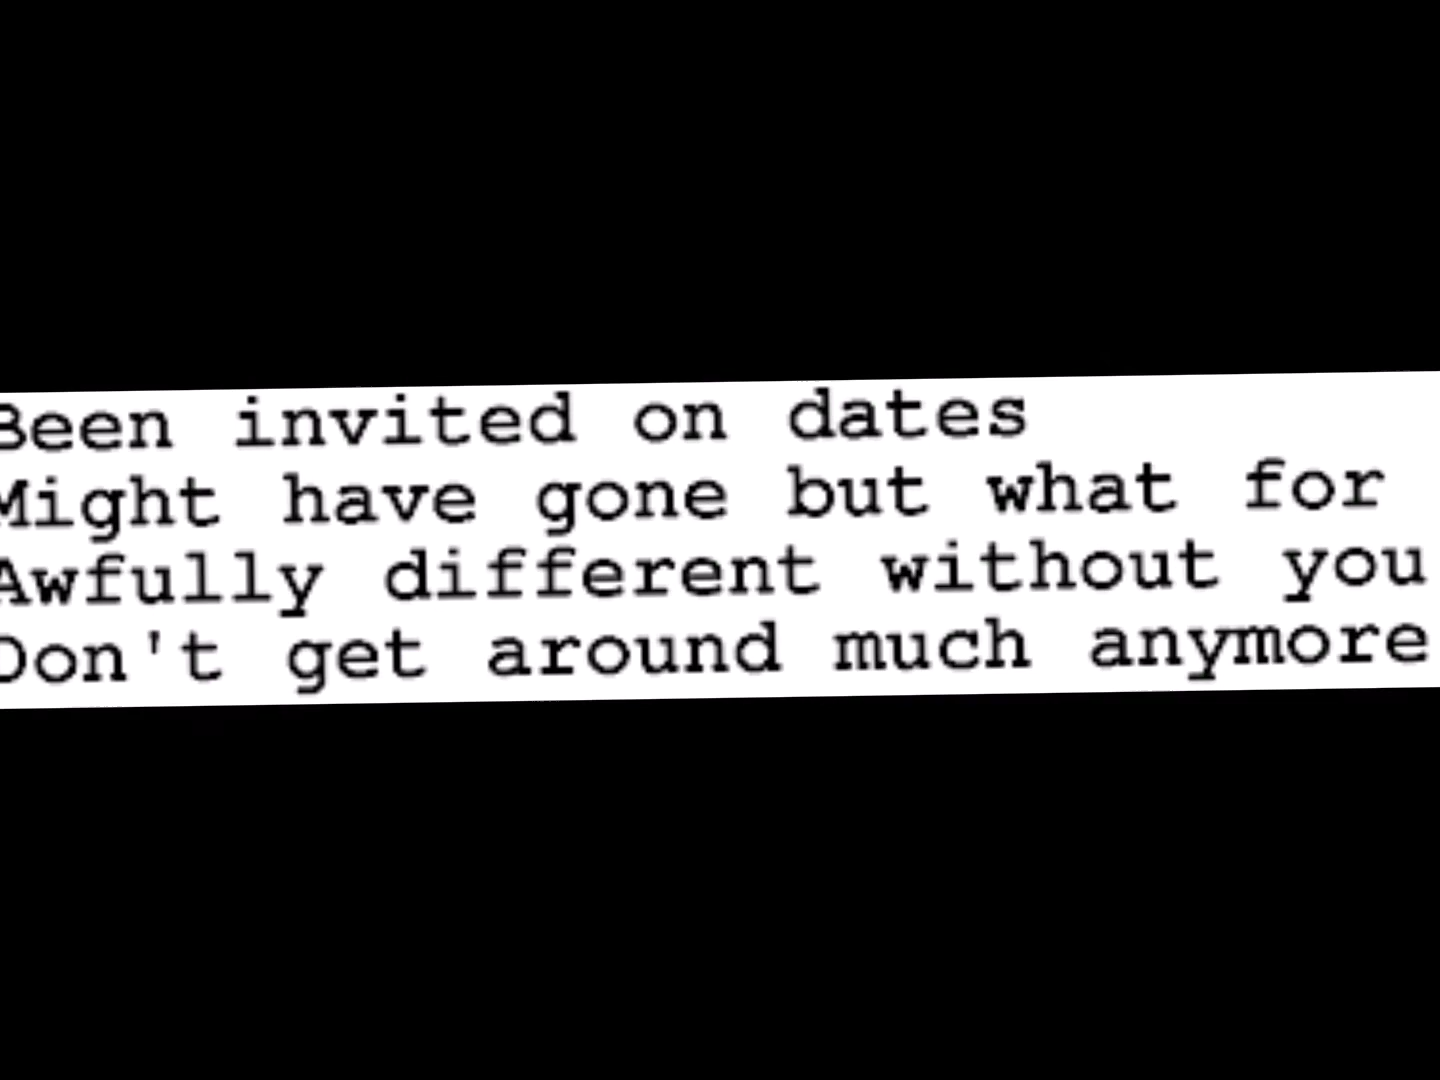 Been invited on dates
Might have gone but what for
Awfully different without you
Don't get around much anymore